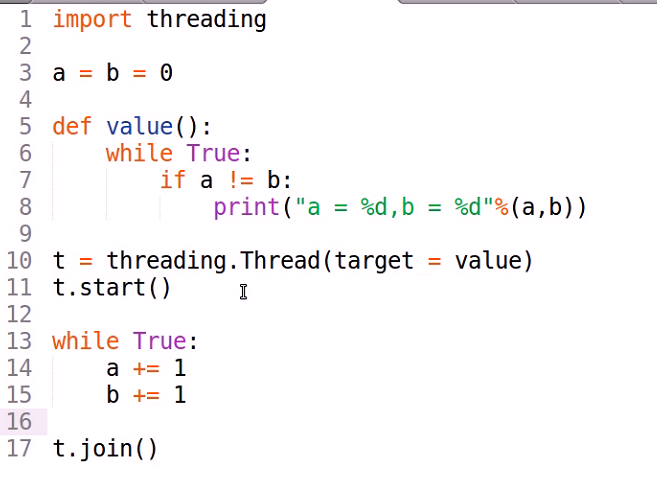 1 import threading
2
3 a = b = 0
4
5 def value():
6     while True:
7         if a != b:
8             print("a = %d,b = %d"%(a,b))
9
10 t = threading.Thread(target = value)
11 t.start()
12
13 while True:
14     a += 1
15     b += 1
16
17 t.join()